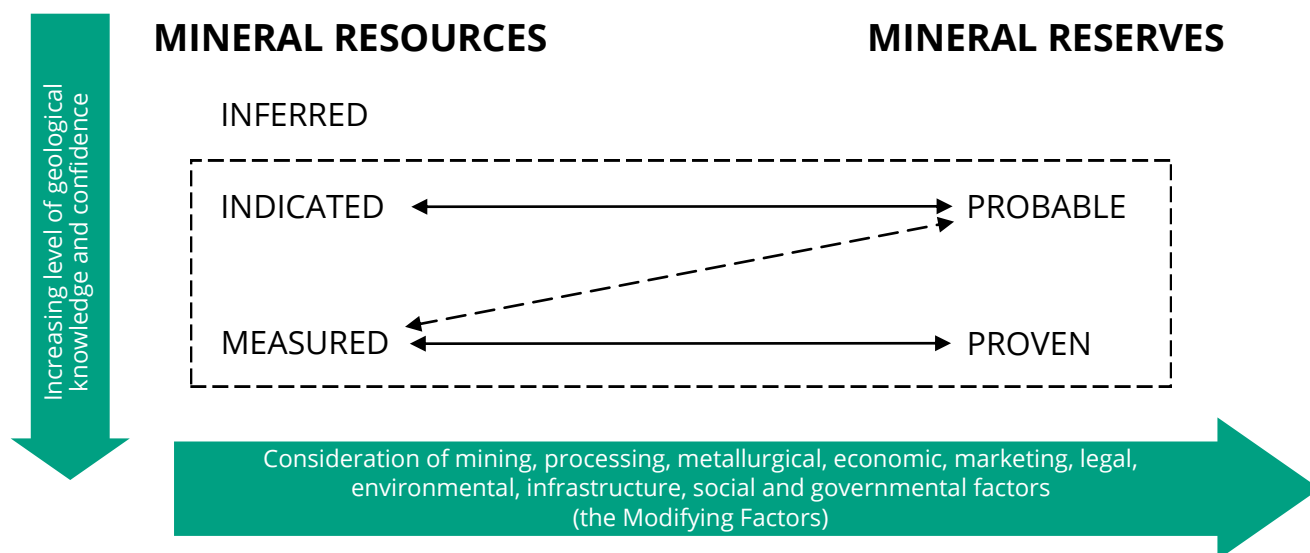 MINERAL RESOURCES
MINERAL RESERVES
Increasing level of geological
knowledge and confidence
INFERRED
INDICATED
PROBABLE
MEASURED
PROVEN
Consideration of mining, processing, metallurgical, economic, marketing, legal,
environmental, infrastructure, social and governmental factors
(the Modifying Factors)